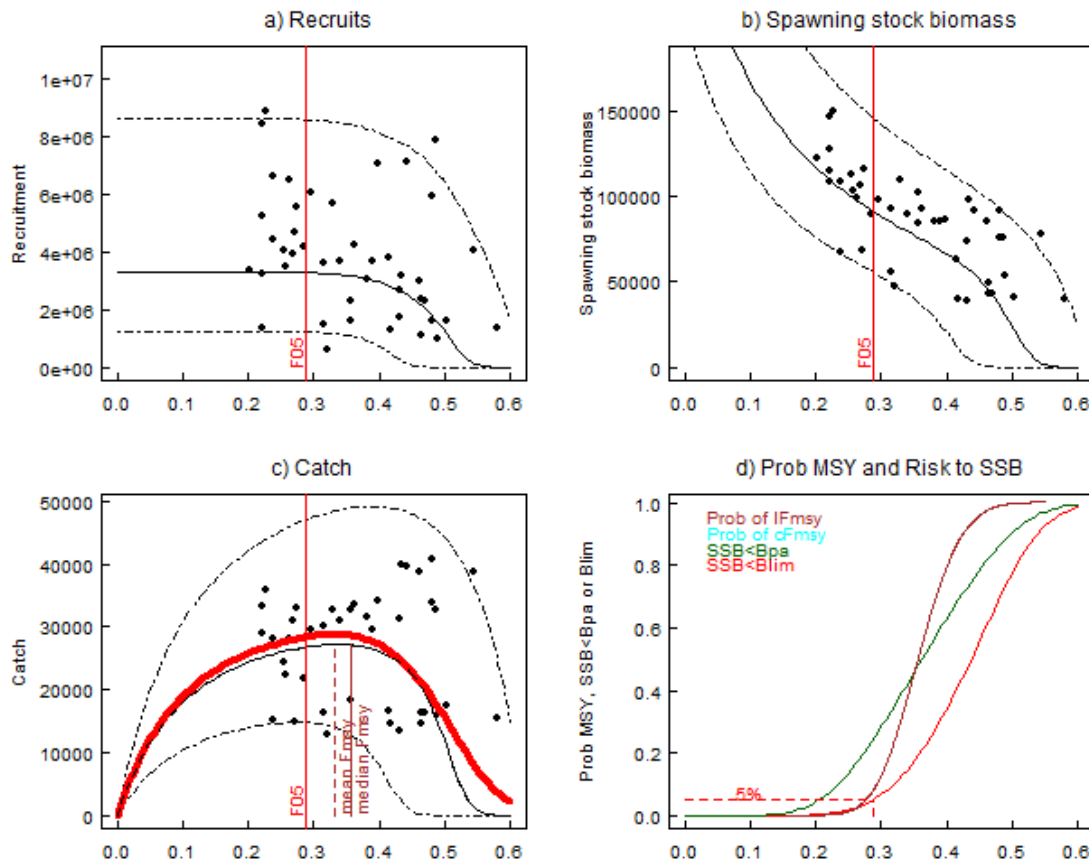 a) Recruits
Recruitment
1e+07
8e+06
6e+06
4e+06
2e+06
0e+00
F05
0.0 0.1 0.2 0.3 0.4 0.5 0.6
b) Spawning stock biomass
Spawning stock biomass
150000
100000
50000
0
F05
0.0 0.1 0.2 0.3 0.4 0.5 0.6
c) Catch
Catch
50000
40000
30000
20000
10000
0
F05
mean Fmsy
median Fmsy
0.0 0.1 0.2 0.3 0.4 0.5 0.6
d) Prob MSY and Risk to SSB
Prob MSY, SSB<Bpa or Blim
1.0
0.8
0.6
0.4
0.2
0.0
Prob of lFmsy
Prob of cFmsy
SSB<Bpa
SSB<Blim
5%
0.0 0.1 0.2 0.3 0.4 0.5 0.6